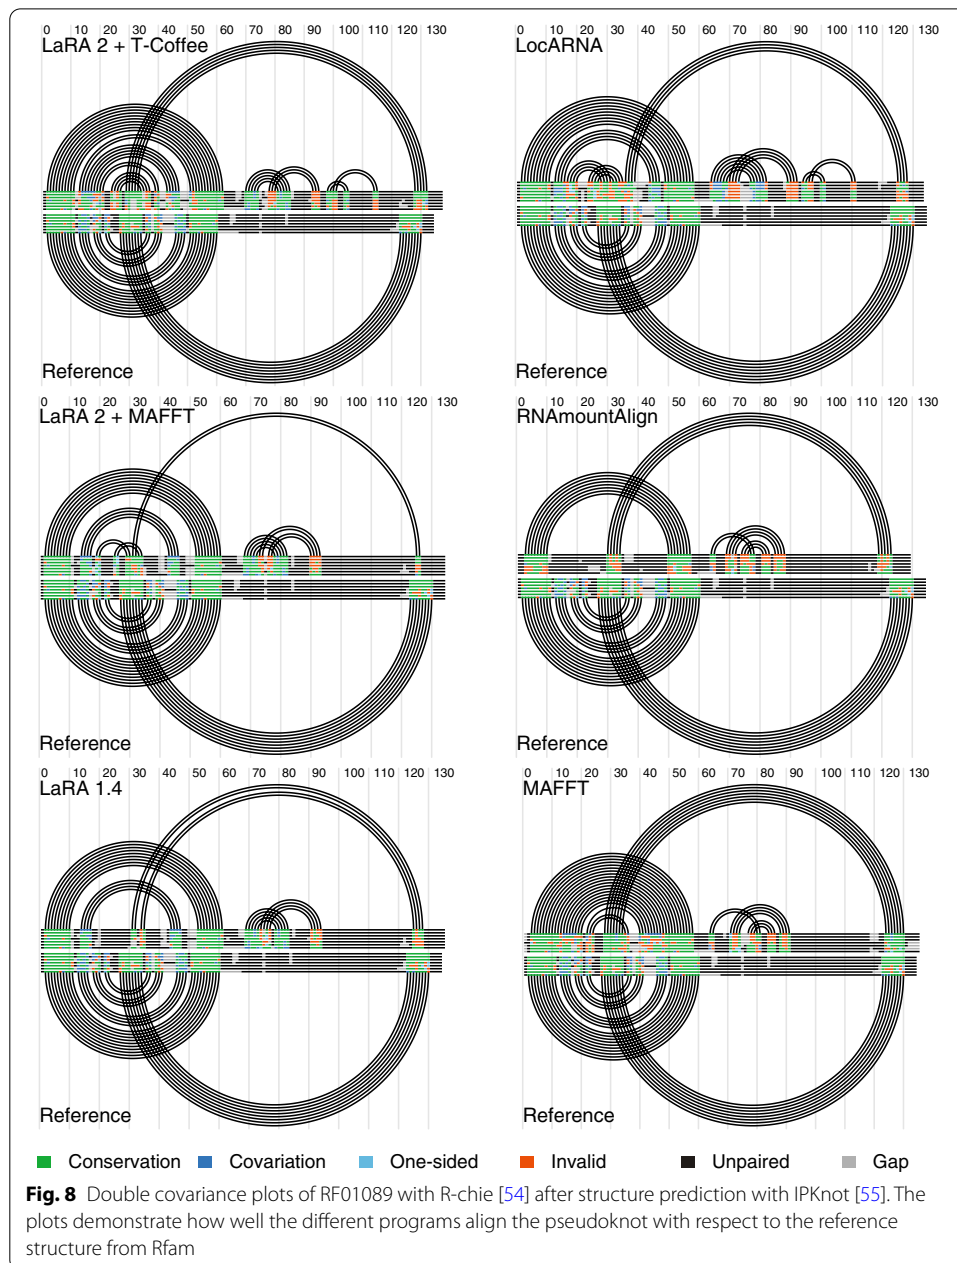 0 10 20 30 40 50 60 70 80 90 100 110 120 130
LaRA 2 + T-Coffee
Reference
0 10 20 30 40 50 60 70 80 90 100 110 120 130
LocARNA
Reference
0 10 20 30 40 50 60 70 80 90 100 110 120 130
LaRA 2 + MAFFT
Reference
0 10 20 30 40 50 60 70 80 90 100 110 120 130
RNAmountAlign
Reference
0 10 20 30 40 50 60 70 80 90 100 110 120 130
LaRA 1.4
Reference
0 10 20 30 40 50 60 70 80 90 100 110 120 130
MAFFT
Reference
Conservation Covariation One-sided Invalid Unpaired Gap
Fig. 8 Double covariance plots of RF01089 with R-chie [54] after structure prediction with IPKnot [55]. The
plots demonstrate how well the different programs align the pseudoknot with respect to the reference
structure from Rfam